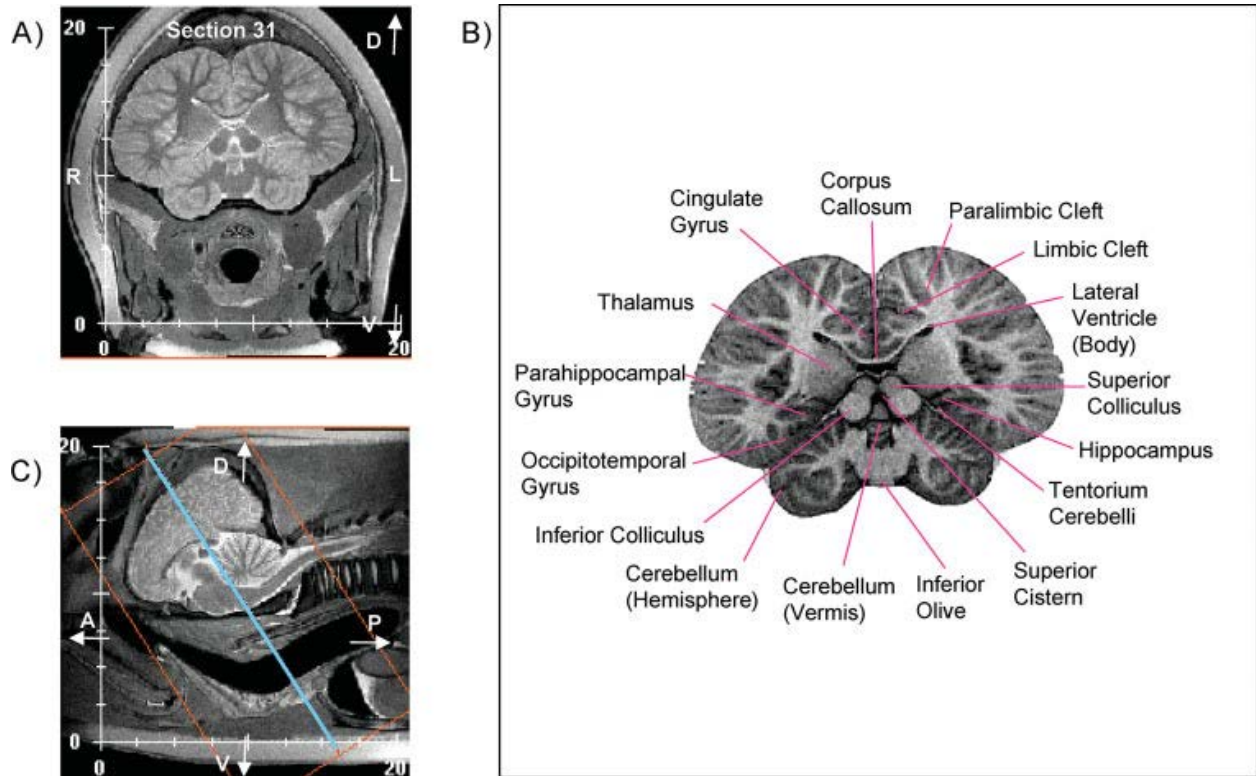 A)
20
Section 31
D
R
L
0
V
0
20
B)
Cingulate
Gyrus
Corpus
Callosum
Paralimbic Cleft
Limbic Cleft
Thalamus
Lateral
Ventricle
(Body)
Parahippocampal
Gyrus
Superior
Colliculus
Occipitotemporal
Gyrus
Hippocampus
Tentorium
Cerebelli
Inferior Colliculus
Cerebellum
(Hemisphere)
Cerebellum
(Vermis)
Inferior
Olive
Superior
Cistern
C)
20
D
A
P
0
V
0
20